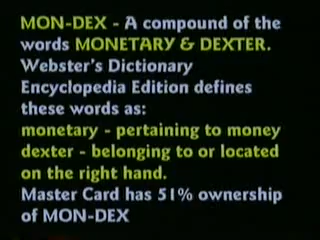 MON-DEX - A compound of the
words MONETARY & DEXTER.
Webster's Dictionary
Encyclopedia Edition defines
these words as:
monetary - pertaining to money
dexter - belonging to or located
on the right hand.
Master Card has 51% ownership
of MON-DEX